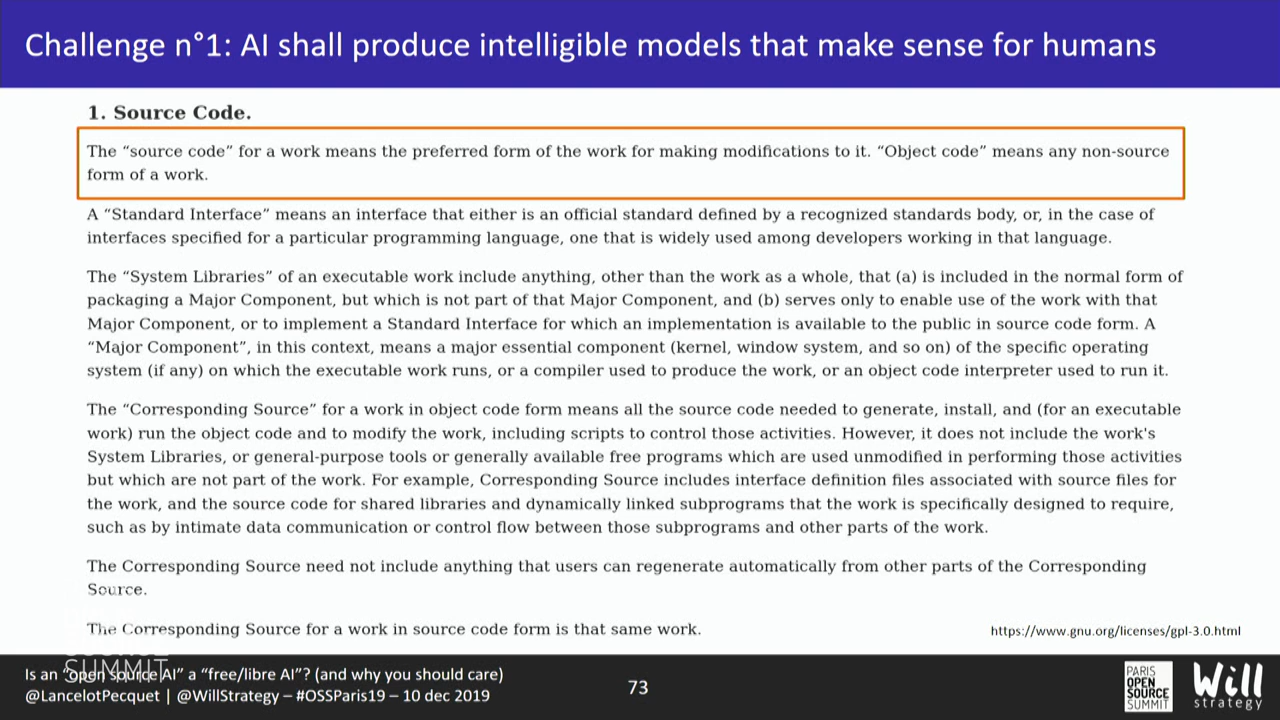 Challenge n°1: AI shall produce intelligible models that make sense for humans
1. Source Code.
The “source code” for a work means the preferred form of the work for making modifications to it. “Object code” means any non-source
form of a work.
A “Standard Interface” means an interface that either is an official standard defined by a recognized standards body, or, in the case of
interfaces specified for a particular programming language, one that is widely used among developers working in that language.
The “System Libraries” of an executable work include anything, other than the work as a whole, that (a) is included in the normal form of
packaging a Major Component, but which is not part of that Major Component, and (b) serves only to enable use of the work with that
Major Component, or to implement a Standard Interface for which an implementation is available to the public in source code form. A
“Major Component”, in this context, means a major essential component (kernel, window system, and so on) of the specific operating
system (if any) on which the executable work runs, or a compiler used to produce the work, or an object code interpreter used to run it.
The “Corresponding Source” for a work in object code form means all the source code needed to generate, install, and (for an executable
work) run the object code and to modify the work, including scripts to control those activities. However, it does not include the work's
System Libraries, or general-purpose tools or generally available free programs which are used unmodified in performing those activities
but which are not part of the work. For example, Corresponding Source includes interface definition files associated with source files for
the work, and the source code for shared libraries and dynamically linked subprograms that the work is specifically designed to require,
such as by intimate data communication or control flow between those subprograms and other parts of the work.
The Corresponding Source need not include anything that users can regenerate automatically from other parts of the Corresponding
Source.
The Corresponding Source for a work in source code form is that same work.
https://www.gnu.org/licenses/gpl-3.0.html
SUMMIT
Is an “open source AI” a “free/libre AI”? (and why you should care)
@LancelotPecquet | @WillStrategy – #OSSParis19 – 10 dec 2019
73
PARIS
OPEN
SOURCE
SUMMIT
Will
strategy